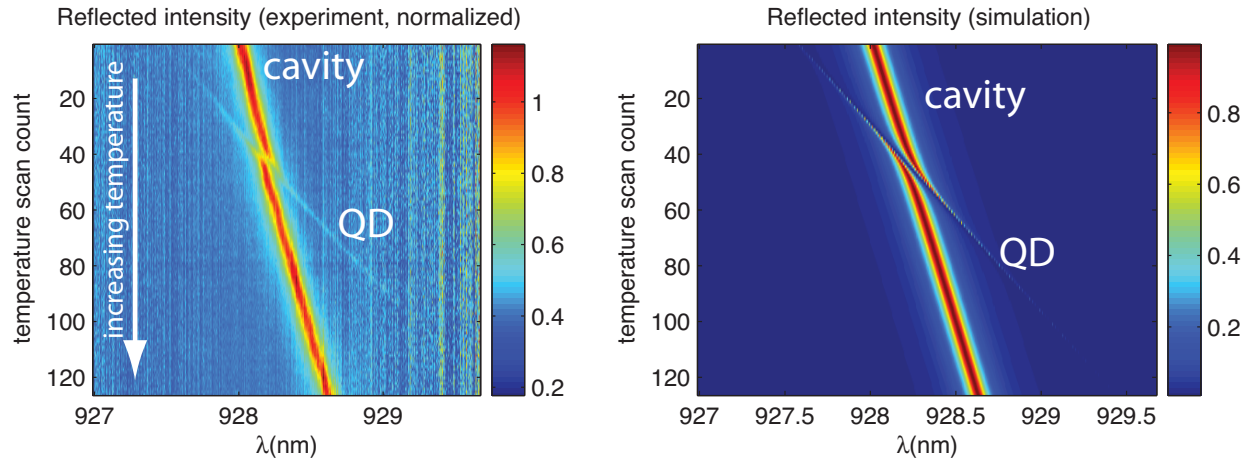 Reflected intensity (experiment, normalized)
temperature scan count
20
40
60
80
100
120
increasing temperature
cavity
QD
927
928
929
λ(nm)
1
0.8
0.6
0.4
0.2
Reflected intensity (simulation)
temperature scan count
20
40
60
80
100
120
cavity
QD
927
927.5
928
928.5
929
929.5
λ(nm)
0.8
0.6
0.4
0.2